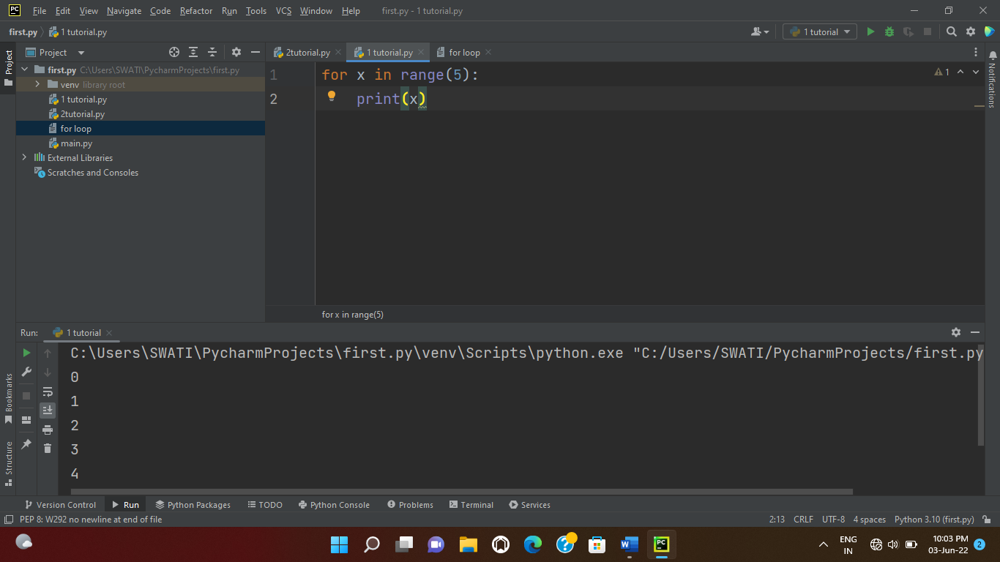 PC File Edit View Navigate Code Refactor Run Tools VCS Window Help first.py - 1 tutorial.py
first.py 1 tutorial.py 1 tutorial
Project Project 2tutorial.py 1 tutorial.py for loop
first.py C:\Users\SWATI\PycharmProjects\first.py
venv library root
1 tutorial.py
2tutorial.py
for loop
main.py
External Libraries
Scratches and Consoles
1 for x in range(5): 1
2 print(x)
Notifications
for x in range(5)
Run: 1 tutorial
C:\Users\SWATI\PycharmProjects\first.py\venv\Scripts\python.exe "C:/Users/SWATI/PycharmProjects/first.py
0
1
2
3
4
Bookmarks
Structure
Version Control Run Python Packages TODO Python Console Problems Terminal Services
PEP 8: W292 no newline at end of file 2:13 CRLF UTF-8 4 spaces Python 3.10 (first.py)
PC ENG IN 10:03 PM
03-Jun-22 2